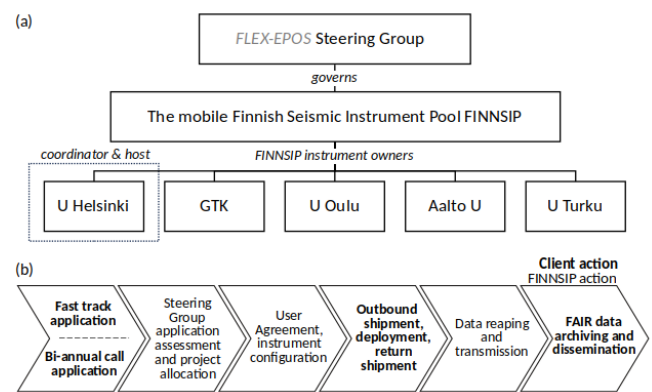 (a)
FLEX-EPOS Steering Group
governs
The mobile Finnish Seismic Instrument Pool FINNSIP
coordinator & host
FINNSIP instrument owners
U Helsinki
GTK
U Oulu
Aalto U
U Turku
(b)
Client action
FINNSIP action
Fast track
application
Bi-annual call
application
Steering
Group
application
assessment
and project
allocation
User
Agreement,
instrument
configuration
Outbound
shipment,
deployment,
return
shipment
Data reaping
and
transmission
FAIR data
archiving and
dissemination